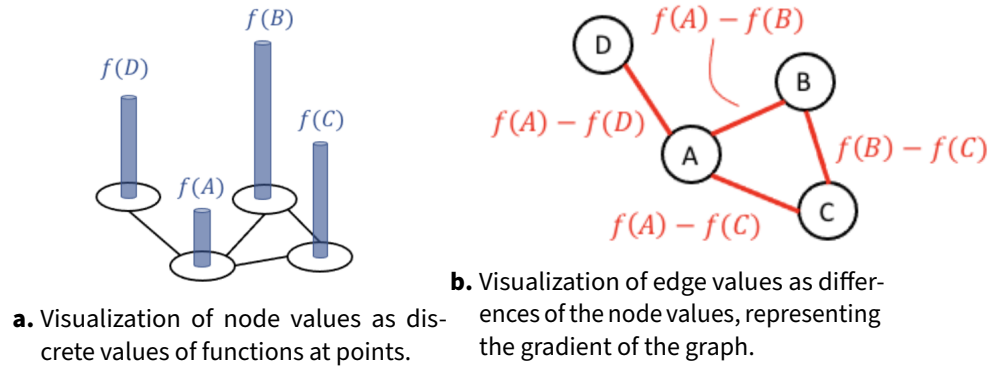 f(B)
f(D)
f(C)
f(A)
a. Visualization of node values as dis-
crete values of functions at points.
f(A) − f(B)
D
B
f(A) − f(D)
A
f(B) − f(C)
C
f(A) − f(C)
b. Visualization of edge values as differ-
ences of the node values, representing
the gradient of the graph.